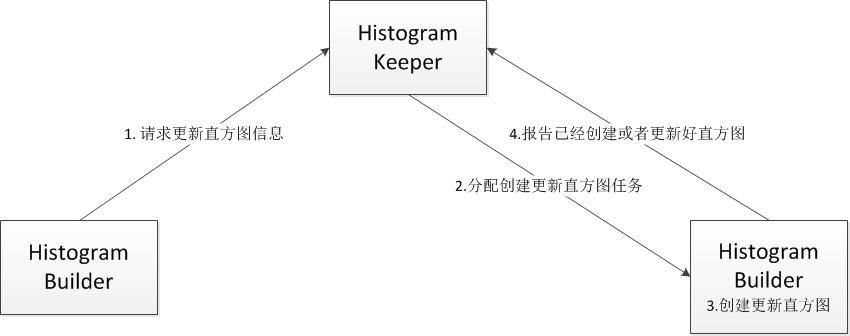 Histogram
Keeper
1. 请求更新直方图信息
4.报告已经创建或者更新好直方图
2.分配创建更新直方图任务
Histogram
Builder
Histogram
Builder
3.创建更新直方图